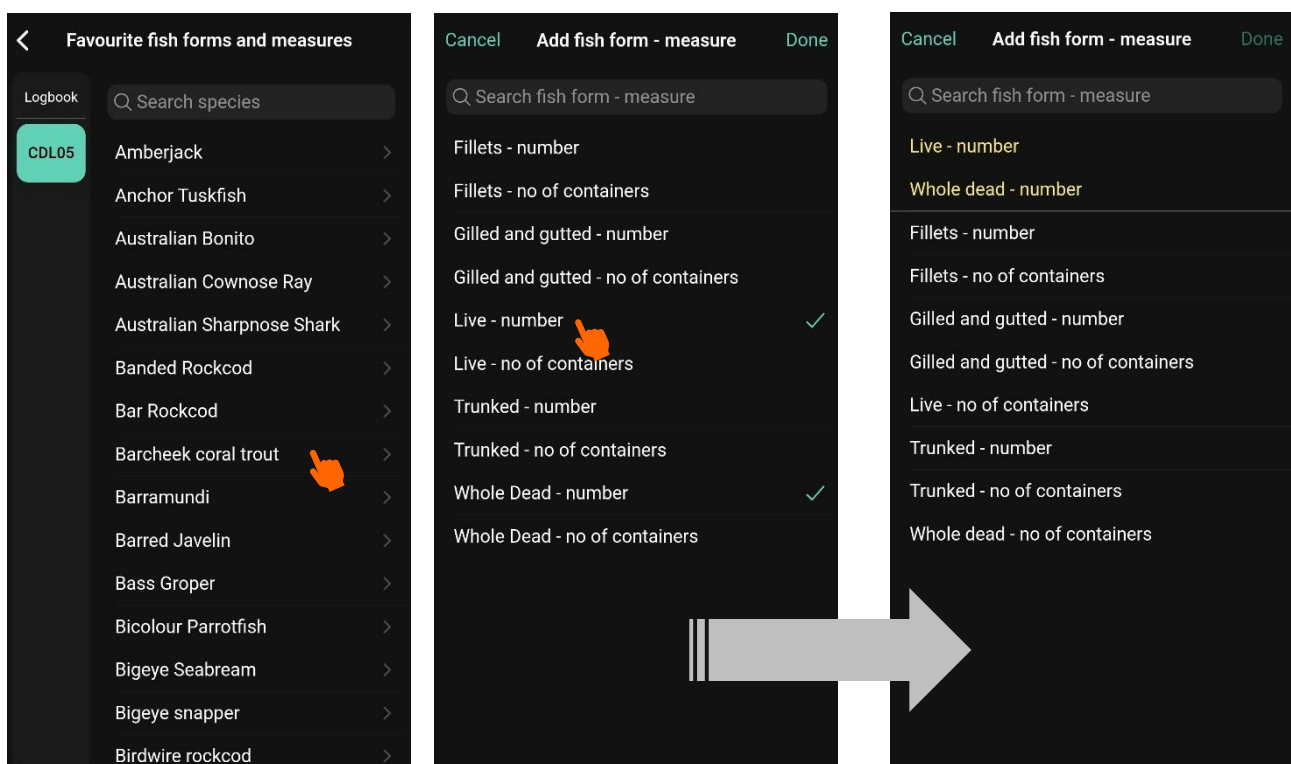 Favourite fish forms and measures
Logbook
CDL05
Search species
Amberjack
Anchor Tuskfish
Australian Bonito
Australian Cownose Ray
Australian Sharpnose Shark
Banded Rockcod
Bar Rockcod
Barcheek coral trout
Barramundi
Barred Javelin
Bass Groper
Bicolour Parrotfish
Bigeye Seabream
Bigeye snapper
Birdwire rockcod
Cancel Add fish form - measure Done
Search fish form - measure
Fillets - number
Fillets - no of containers
Gilled and gutted - number
Gilled and gutted - no of containers
Live - number
Live - no of containers
Trunked - number
Trunked - no of containers
Whole Dead - number
Whole Dead - no of containers
Cancel Add fish form - measure Done
Search fish form - measure
Live - number
Whole dead - number
Fillets - number
Fillets - no of containers
Gilled and gutted - number
Gilled and gutted - no of containers
Live - no of containers
Trunked - number
Trunked - no of containers
Whole dead - no of containers